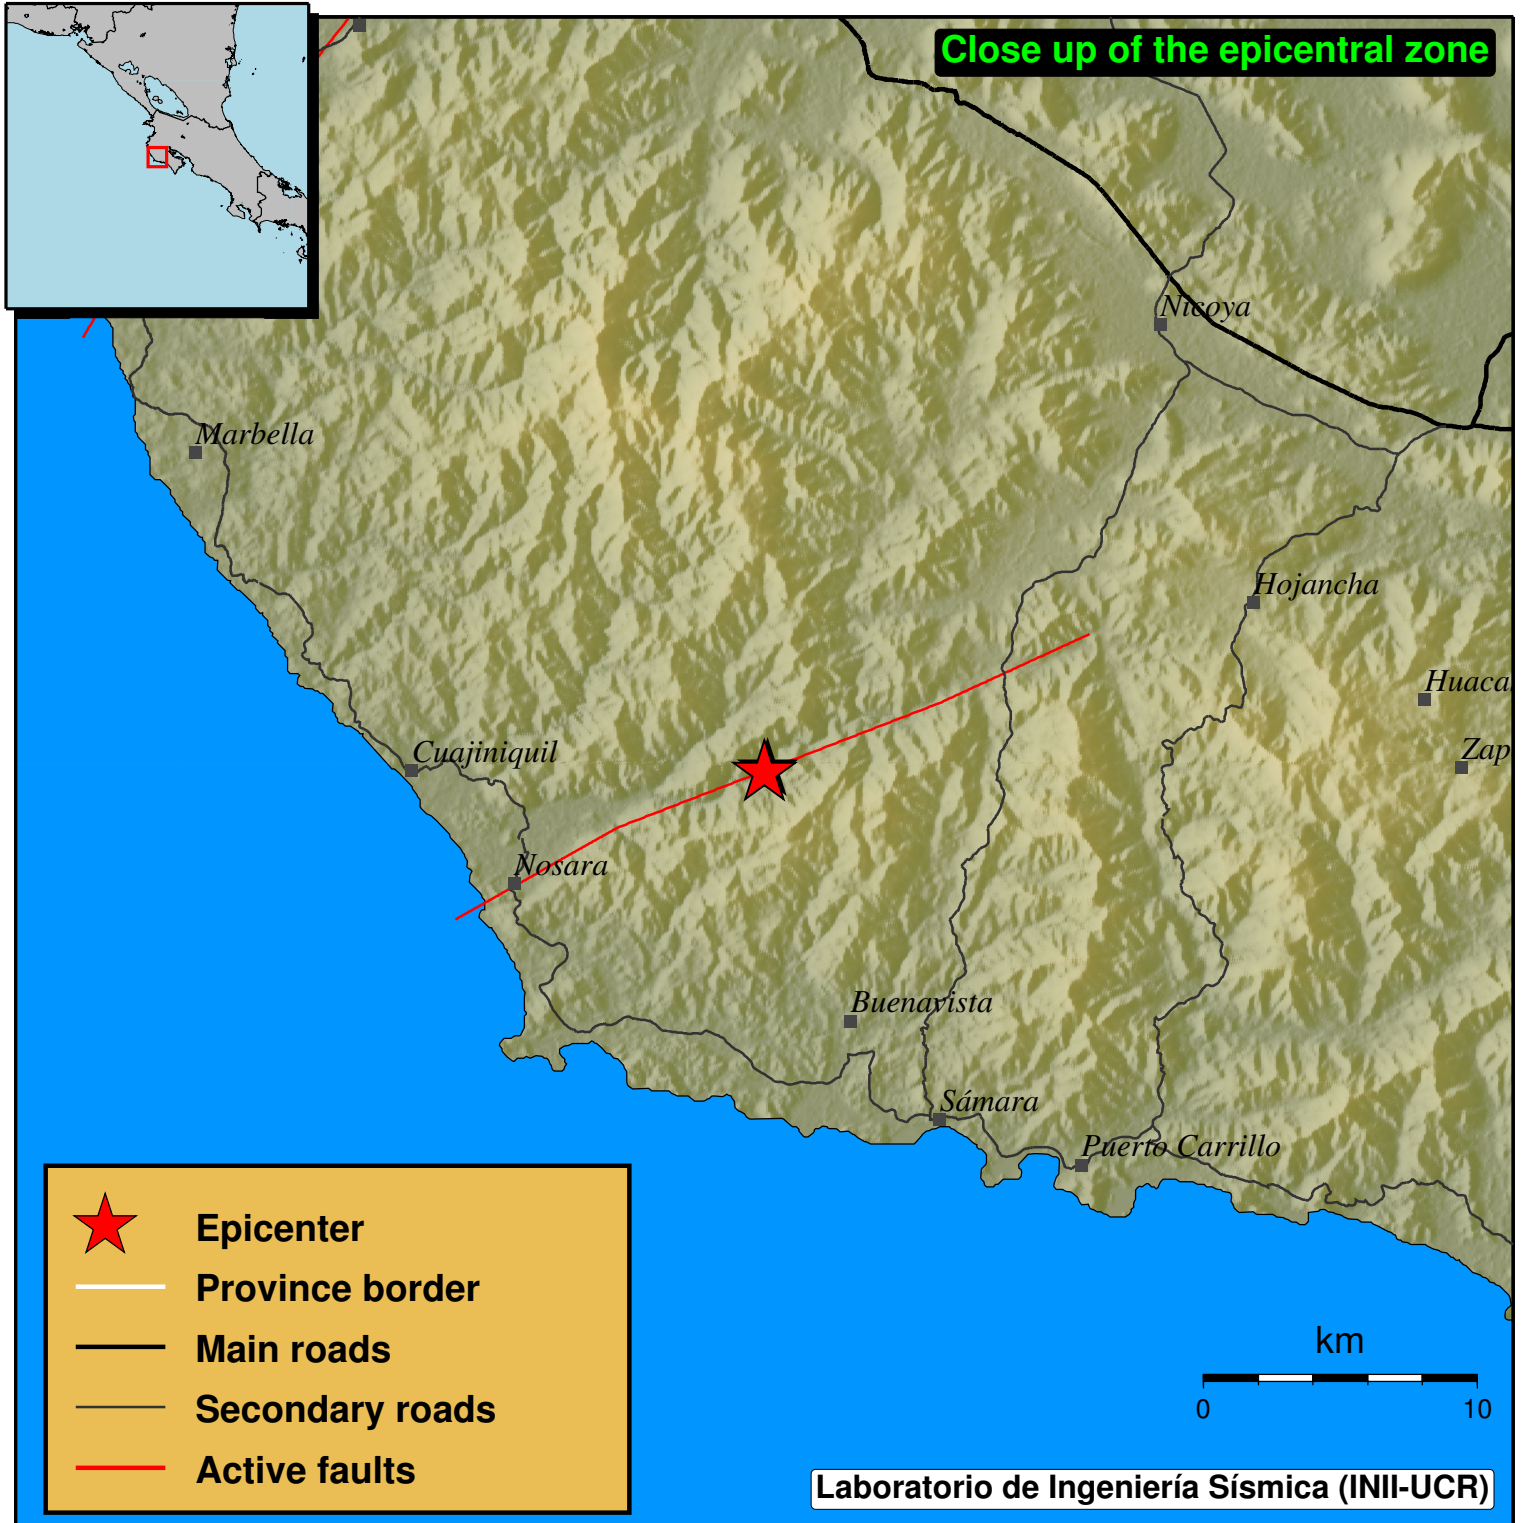 Close up of the epicentral zone
Nicoya
Marbella
Hojancha
Huaca
Zap
Cuajiniquil
Nosara
Buenavista
Sámara
Puerto Carrillo
Epicenter
Province border
Main roads
Secondary roads
Active faults
km
0 10
Laboratorio de Ingeniería Sísmica (INII-UCR)